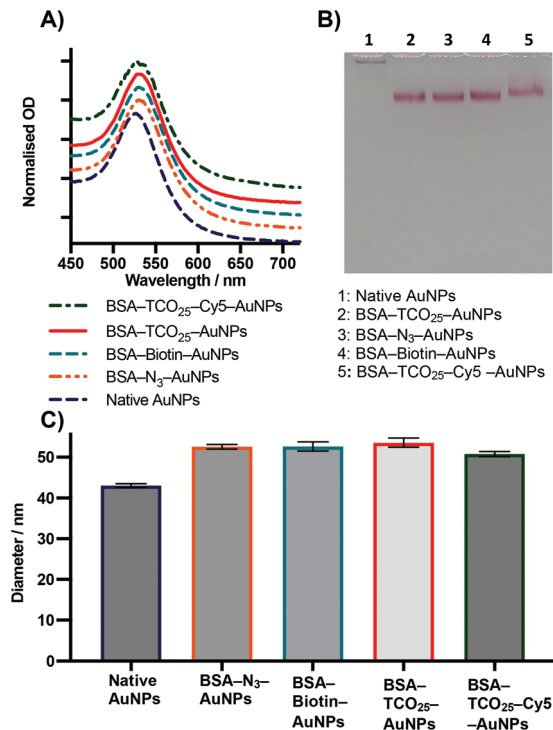 A)
Normalised OD
450 500 550 600 650 700
Wavelength / nm
BSA–TCO25–Cy5–AuNPs
BSA–TCO25–AuNPs
BSA–Biotin–AuNPs
BSA–N3–AuNPs
Native AuNPs
B)
1 2 3 4 5
1: Native AuNPs
2: BSA–TCO25–AuNPs
3: BSA–N3–AuNPs
4: BSA–Biotin–AuNPs
5: BSA–TCO25–Cy5 –AuNPs
C)
Diameter / nm
50
40
30
20
10
0
Native
AuNPs
BSA–N3–
AuNPs
BSA–
Biotin–
AuNPs
BSA–
TCO25–
AuNPs
BSA–
TCO25–Cy5
–AuNPs